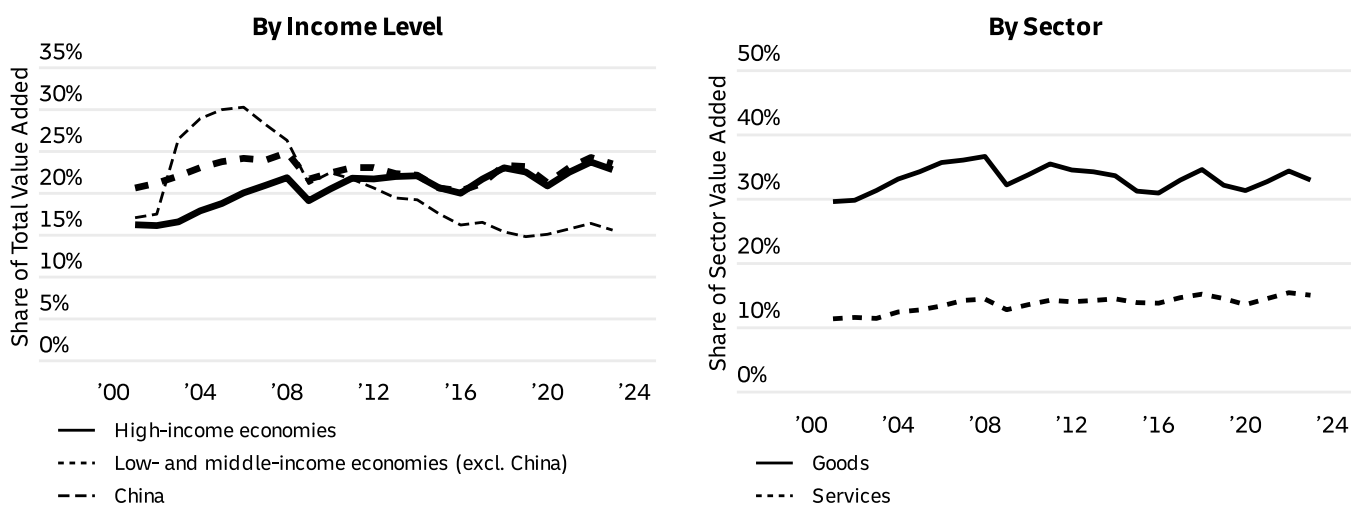 By Income Level
Share of Total Value Added
35%
30%
25%
20%
15%
10%
5%
0%
’00 ’04 ’08 ’12 ’16 ’20 ’24
High-income economies
Low- and middle-income economies (excl. China)
China
By Sector
Share of Sector Value Added
50%
40%
30%
20%
10%
0%
’00 ’04 ’08 ’12 ’16 ’20 ’24
Goods
Services